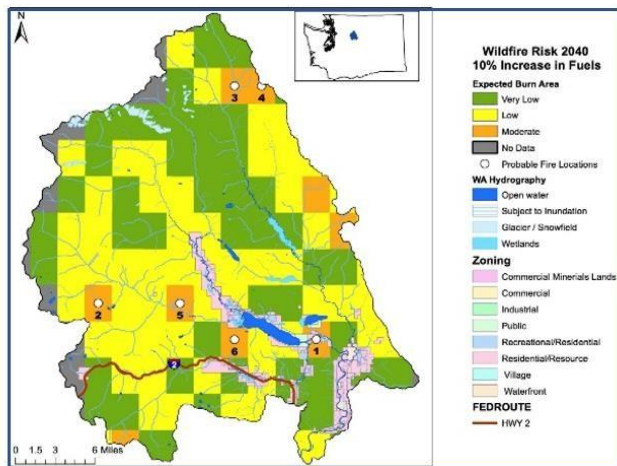 N
3
4
2
5
6
1
2
0 1.5 3 6 Miles
Wildfire Risk 2040
10% Increase in Fuels
Expected Burn Area
Very Low
Low
Moderate
No Data
Probable Fire Locations
WA Hydrography
Open water
Subject to Inundation
Glacier / Snowfield
Wetlands
Zoning
Commercial Minerals Lands
Commercial
Industrial
Public
Recreational/Residential
Residential/Resource
Village
Waterfront
FEDROUTE
HWY 2